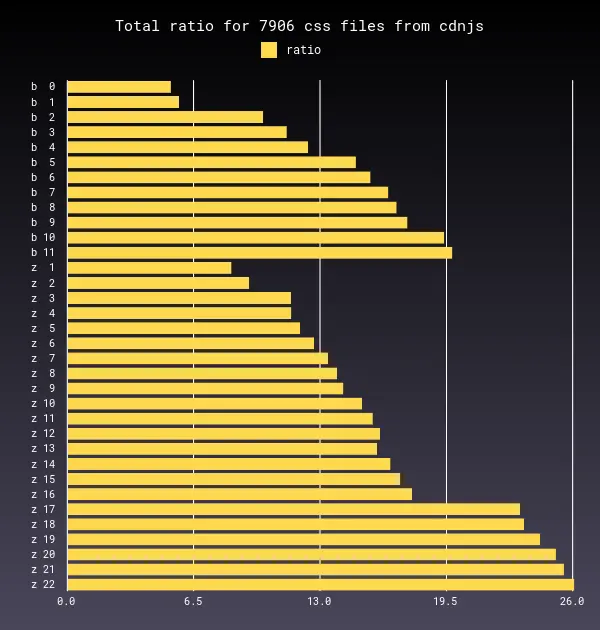 Total ratio for 7906 css files from cdnjs
ratio
b 0
b 1
b 2
b 3
b 4
b 5
b 6
b 7
b 8
b 9
b 10
b 11
z 1
z 2
z 3
z 4
z 5
z 6
z 7
z 8
z 9
z 10
z 11
z 12
z 13
z 14
z 15
z 16
z 17
z 18
z 19
z 20
z 21
z 22
0.0 6.5 13.0 19.5 26.0